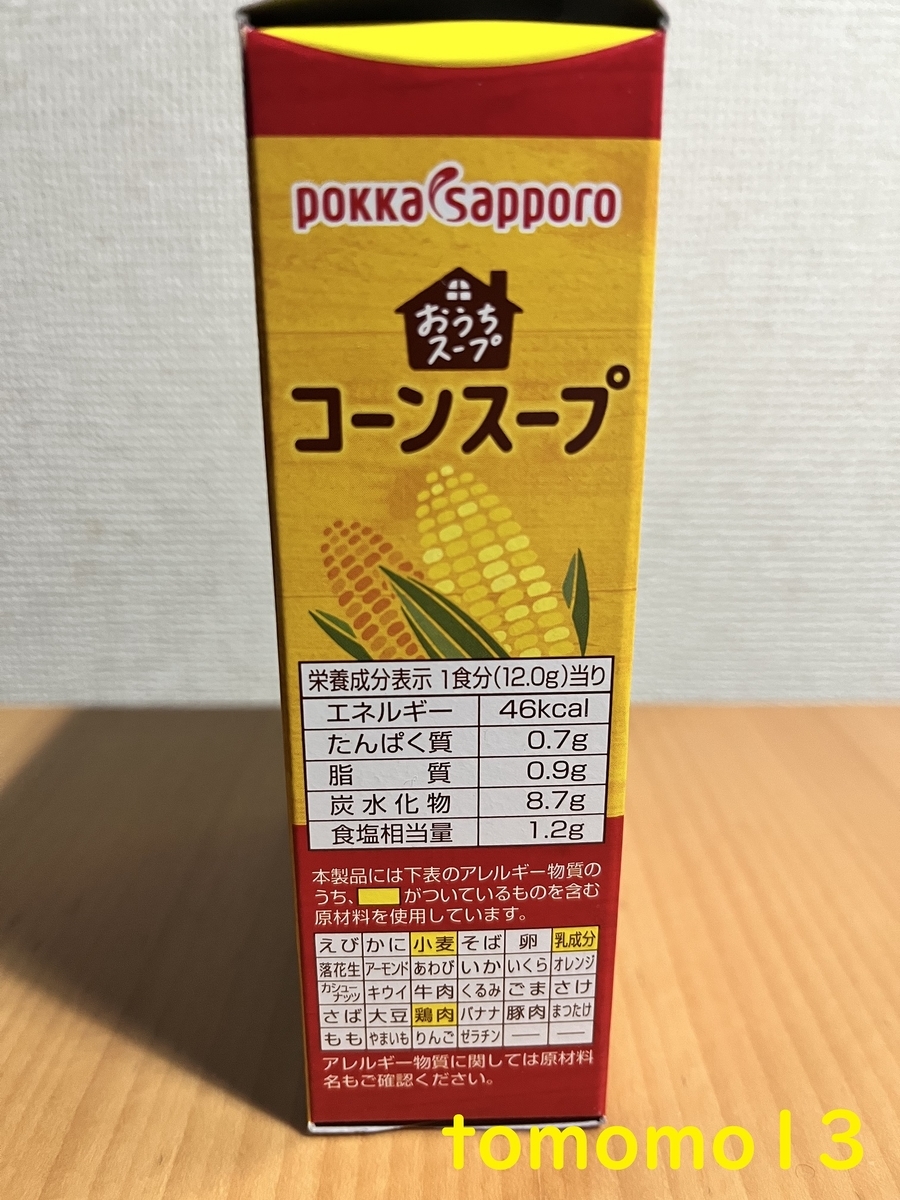 pokka sapporo
おうち
スープ
コーンスープ
栄養成分表示 1食分(12.0g)当り
エネルギー 46kcal
たんぱく質 0.7g
脂質 0.9g
炭水化物 8.7g
食塩相当量 1.2g
本製品には下表のアレルギー物質の
うち、 がついているものを含む
原材料を使用しています。
えび かに 小麦 そば 卵 乳成分
落花生 アーモンド あわび いか いくら オレンジ
カシューナッツ キウイ 牛肉 くるみ ごま さけ
さば 大豆 鶏肉 バナナ 豚肉 まつたけ
もも やまいも りんご ゼラチン — —
アレルギー物質に関しては原材料
名もご確認ください。
tomomo13